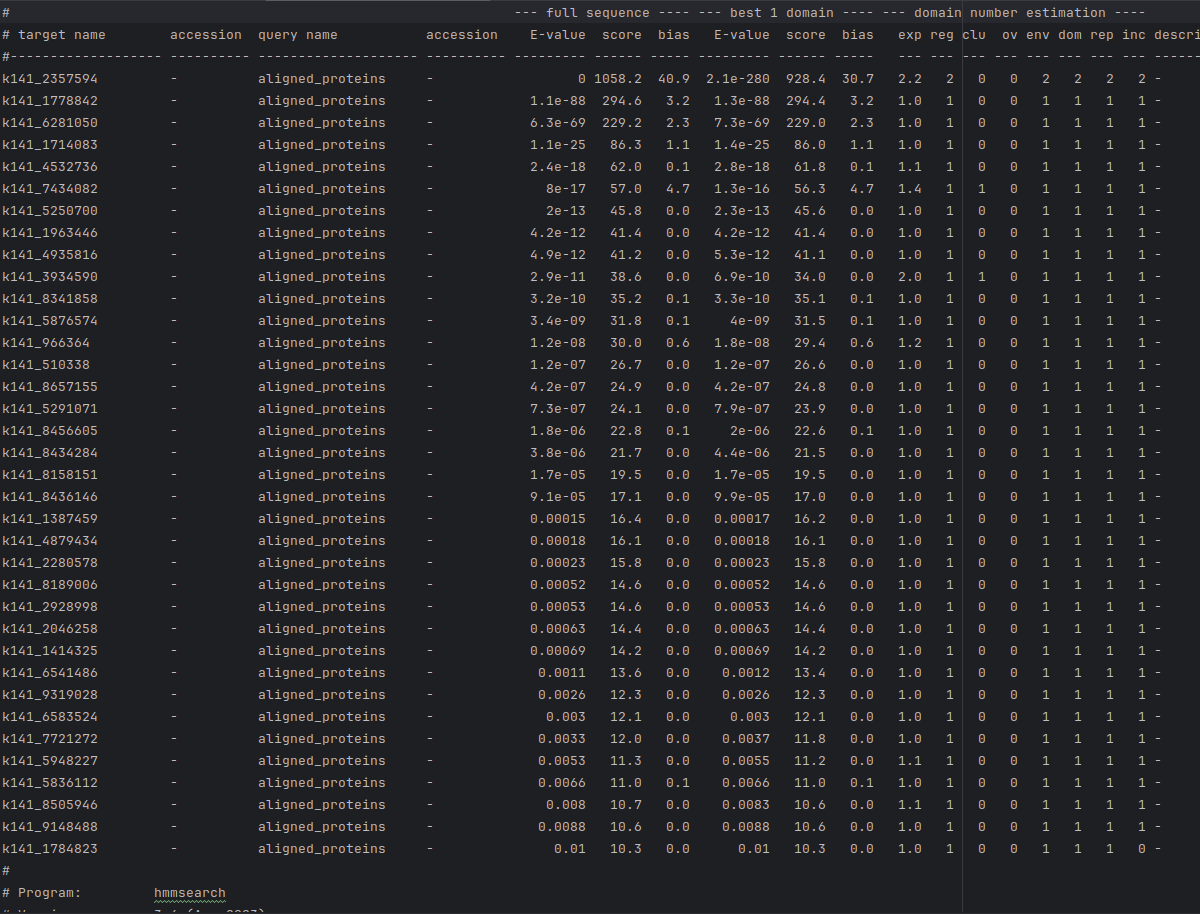 # --- full sequence ---- --- best 1 domain ---- --- domain number estimation ----
# target name accession query name accession E-value score bias E-value score bias exp reg clu ov env dom rep inc descri
#------------------- ---------- -------------------- ---------- --------- ------ ----- --------- ------ ----- --- --- --- --- --- --- --- --- ------
k141_2357594 - aligned_proteins - 0 1058.2 40.9 2.1e-280 928.4 30.7 2.2 2 0 0 2 2 2 2 -
k141_1778842 - aligned_proteins - 1.1e-88 294.6 3.2 1.3e-88 294.4 3.2 1.0 1 0 0 1 1 1 1 -
k141_6281050 - aligned_proteins - 6.3e-69 229.2 2.3 7.3e-69 229.0 2.3 1.0 1 0 0 1 1 1 1 -
k141_1714083 - aligned_proteins - 1.1e-25 86.3 1.1 1.4e-25 86.0 1.1 1.0 1 0 0 1 1 1 1 -
k141_4532736 - aligned_proteins - 2.4e-18 62.0 0.1 2.8e-18 61.8 0.1 1.1 1 0 0 1 1 1 1 -
k141_7434082 - aligned_proteins - 8e-17 57.0 4.7 1.3e-16 56.3 4.7 1.4 1 1 0 1 1 1 1 -
k141_5250700 - aligned_proteins - 2e-13 45.8 0.0 2.3e-13 45.6 0.0 1.0 1 0 0 1 1 1 1 -
k141_1963446 - aligned_proteins - 4.2e-12 41.4 0.0 4.2e-12 41.4 0.0 1.0 1 0 0 1 1 1 1 -
k141_4935816 - aligned_proteins - 4.9e-12 41.2 0.0 5.3e-12 41.1 0.0 1.0 1 0 0 1 1 1 1 -
k141_3934590 - aligned_proteins - 2.9e-11 38.6 0.0 6.9e-10 34.0 0.0 2.0 1 1 0 1 1 1 1 -
k141_8341858 - aligned_proteins - 3.2e-10 35.2 0.1 3.3e-10 35.1 0.1 1.0 1 0 0 1 1 1 1 -
k141_5876574 - aligned_proteins - 3.4e-09 31.8 0.1 4e-09 31.5 0.1 1.0 1 0 0 1 1 1 1 -
k141_966364 - aligned_proteins - 1.2e-08 30.0 0.6 1.8e-08 29.4 0.6 1.2 1 0 0 1 1 1 1 -
k141_510338 - aligned_proteins - 1.2e-07 26.7 0.0 1.2e-07 26.6 0.0 1.0 1 0 0 1 1 1 1 -
k141_8657155 - aligned_proteins - 4.2e-07 24.9 0.0 4.2e-07 24.8 0.0 1.0 1 0 0 1 1 1 1 -
k141_5291071 - aligned_proteins - 7.3e-07 24.1 0.0 7.9e-07 23.9 0.0 1.0 1 0 0 1 1 1 1 -
k141_8456605 - aligned_proteins - 1.8e-06 22.8 0.1 2e-06 22.6 0.1 1.0 1 0 0 1 1 1 1 -
k141_8434284 - aligned_proteins - 3.8e-06 21.7 0.0 4.4e-06 21.5 0.0 1.0 1 0 0 1 1 1 1 -
k141_8158151 - aligned_proteins - 1.7e-05 19.5 0.0 1.7e-05 19.5 0.0 1.0 1 0 0 1 1 1 1 -
k141_8436146 - aligned_proteins - 9.1e-05 17.1 0.0 9.9e-05 17.0 0.0 1.0 1 0 0 1 1 1 1 -
k141_1387459 - aligned_proteins - 0.00015 16.4 0.0 0.00017 16.2 0.0 1.0 1 0 0 1 1 1 1 -
k141_4879434 - aligned_proteins - 0.00018 16.1 0.0 0.00018 16.1 0.0 1.0 1 0 0 1 1 1 1 -
k141_2280578 - aligned_proteins - 0.00023 15.8 0.0 0.00023 15.8 0.0 1.0 1 0 0 1 1 1 1 -
k141_8189006 - aligned_proteins - 0.00052 14.6 0.0 0.00052 14.6 0.0 1.0 1 0 0 1 1 1 1 -
k141_2928998 - aligned_proteins - 0.00053 14.6 0.0 0.00053 14.6 0.0 1.0 1 0 0 1 1 1 1 -
k141_2046258 - aligned_proteins - 0.00063 14.4 0.0 0.00063 14.4 0.0 1.0 1 0 0 1 1 1 1 -
k141_1414325 - aligned_proteins - 0.00069 14.2 0.0 0.00069 14.2 0.0 1.0 1 0 0 1 1 1 1 -
k141_6541486 - aligned_proteins - 0.0011 13.6 0.0 0.0012 13.4 0.0 1.0 1 0 0 1 1 1 1 -
k141_9319028 - aligned_proteins - 0.0026 12.3 0.0 0.0026 12.3 0.0 1.0 1 0 0 1 1 1 1 -
k141_6583524 - aligned_proteins - 0.003 12.1 0.0 0.003 12.1 0.0 1.0 1 0 0 1 1 1 1 -
k141_7721272 - aligned_proteins - 0.0033 12.0 0.0 0.0037 11.8 0.0 1.0 1 0 0 1 1 1 1 -
k141_5948227 - aligned_proteins - 0.0053 11.3 0.0 0.0055 11.2 0.0 1.1 1 0 0 1 1 1 1 -
k141_5836112 - aligned_proteins - 0.0066 11.0 0.1 0.0066 11.0 0.1 1.0 1 0 0 1 1 1 1 -
k141_8505946 - aligned_proteins - 0.008 10.7 0.0 0.0083 10.6 0.0 1.1 1 0 0 1 1 1 1 -
k141_9148488 - aligned_proteins - 0.0088 10.6 0.0 0.0088 10.6 0.0 1.0 1 0 0 1 1 1 1 -
k141_1784823 - aligned_proteins - 0.01 10.3 0.0 0.01 10.3 0.0 1.0 1 0 0 1 1 1 0 -
#
# Program: hmmsearch